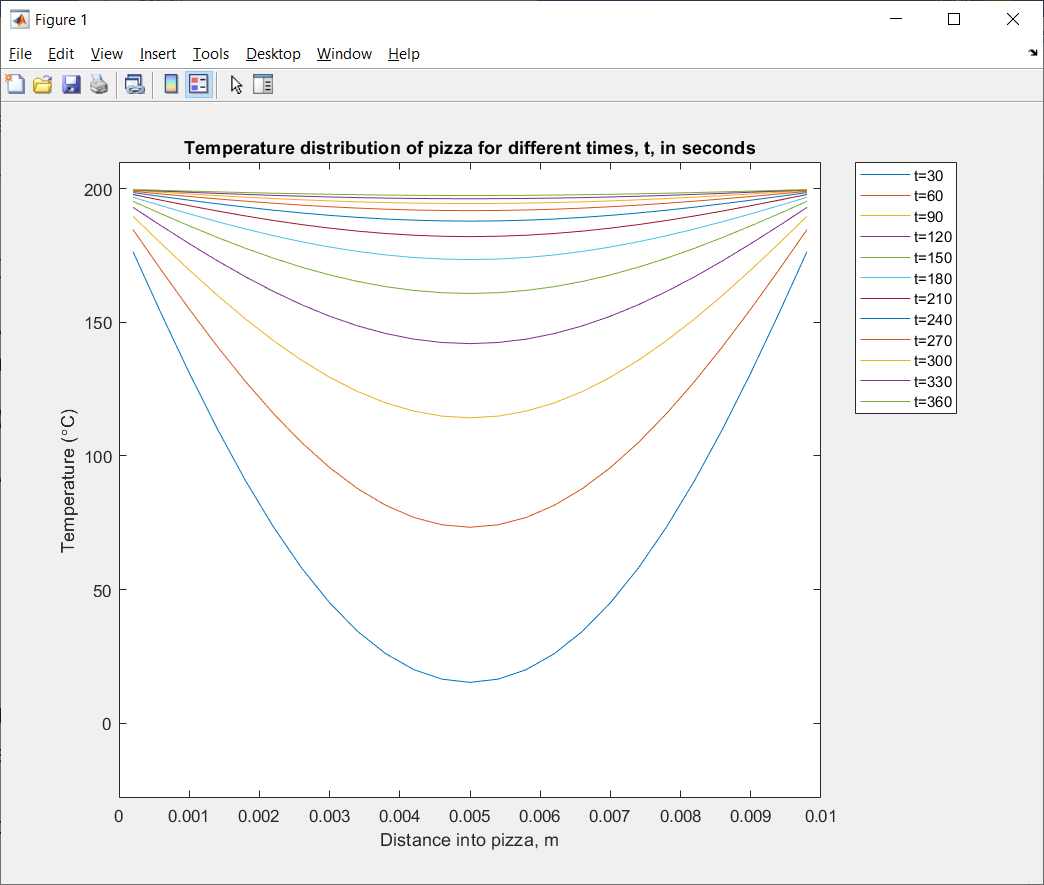 Figure 1
File Edit View Insert Tools Desktop Window Help
Temperature distribution of pizza for different times, t, in seconds
200
150
100
50
0
Temperature (°C)
0 0.001 0.002 0.003 0.004 0.005 0.006 0.007 0.008 0.009 0.01
Distance into pizza, m
t=30
t=60
t=90
t=120
t=150
t=180
t=210
t=240
t=270
t=300
t=330
t=360